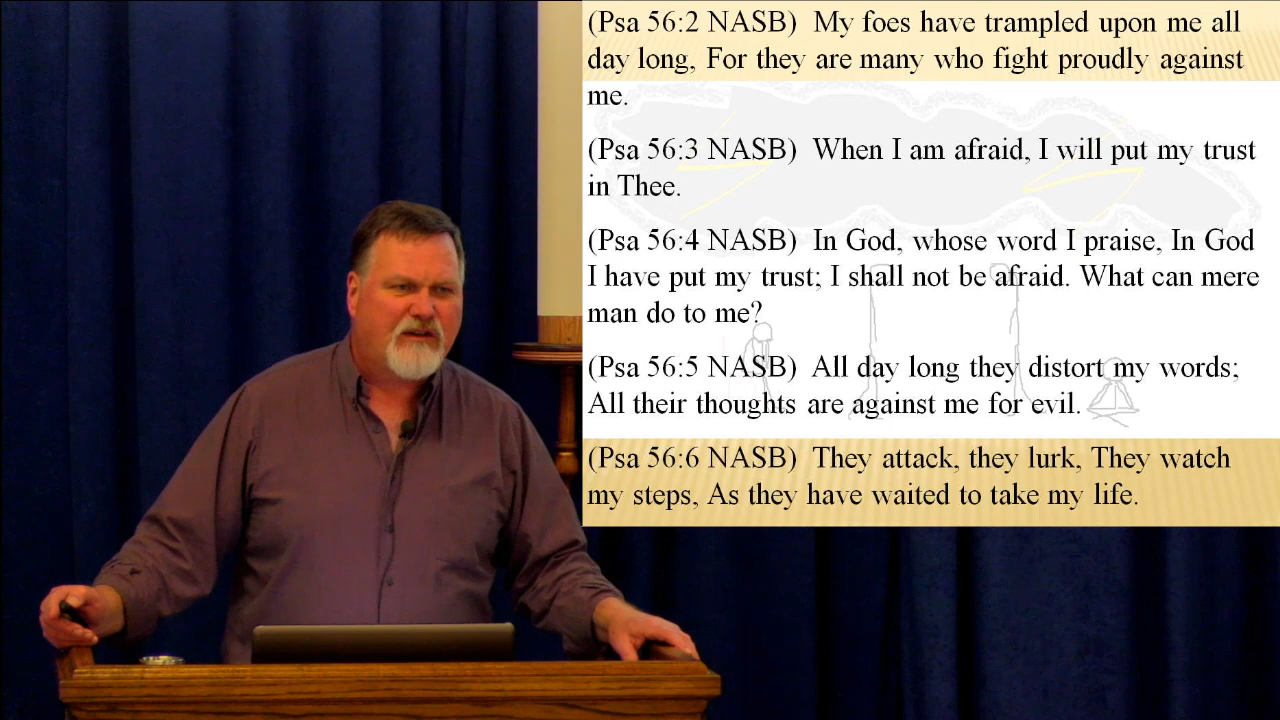 (Psa 56:2 NASB) My foes have trampled upon me all
day long, For they are many who fight proudly against
me.
(Psa 56:3 NASB) When I am afraid, I will put my trust
in Thee.
(Psa 56:4 NASB) In God, whose word I praise, In God
I have put my trust; I shall not be afraid. What can mere
man do to me?
(Psa 56:5 NASB) All day long they distort my words;
All their thoughts are against me for evil.
(Psa 56:6 NASB) They attack, they lurk, They watch
my steps, As they have waited to take my life.